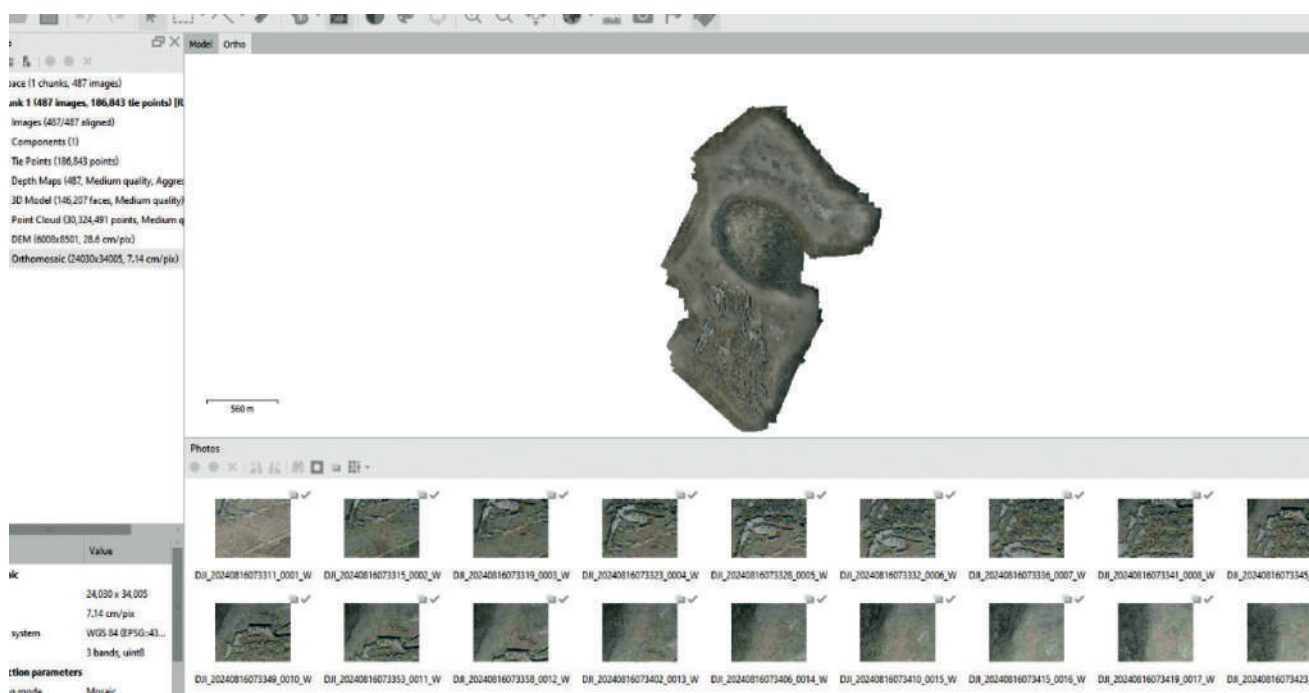 Model Ortho
ace (1 chunks, 487 images)
unk 1 (487 images, 186,843 tie points) [R
Images (487/487 aligned)
Components (1)
Tie Points (186,843 points)
Depth Maps (487, Medium quality, Aggres
3D Model (146,207 faces, Medium quality)
Point Cloud (30,324,491 points, Medium q
DEM (6008x8501, 28.6 cm/pix)
Orthomosaic (24030x34005, 7.14 cm/pix)
560 m
Photos
DJI_20240816073311_0001_W DJI_20240816073315_0002_W DJI_20240816073319_0003_W DJI_20240816073323_0004_W DJI_20240816073328_0005_W DJI_20240816073332_0006_W DJI_20240816073336_0007_W DJI_20240816073341_0008_W DJI_20240816073345_
DJI_20240816073349_0010_W DJI_20240816073353_0011_W DJI_20240816073358_0012_W DJI_20240816073402_0013_W DJI_20240816073406_0014_W DJI_20240816073410_0015_W DJI_20240816073415_0016_W DJI_20240816073419_0017_W DJI_20240816073423_
Value
24,030 x 34,005
7.14 cm/pix
system WGS 84 (EPSG::43...
3 bands, uint8
ction parameters
mode Mosaic